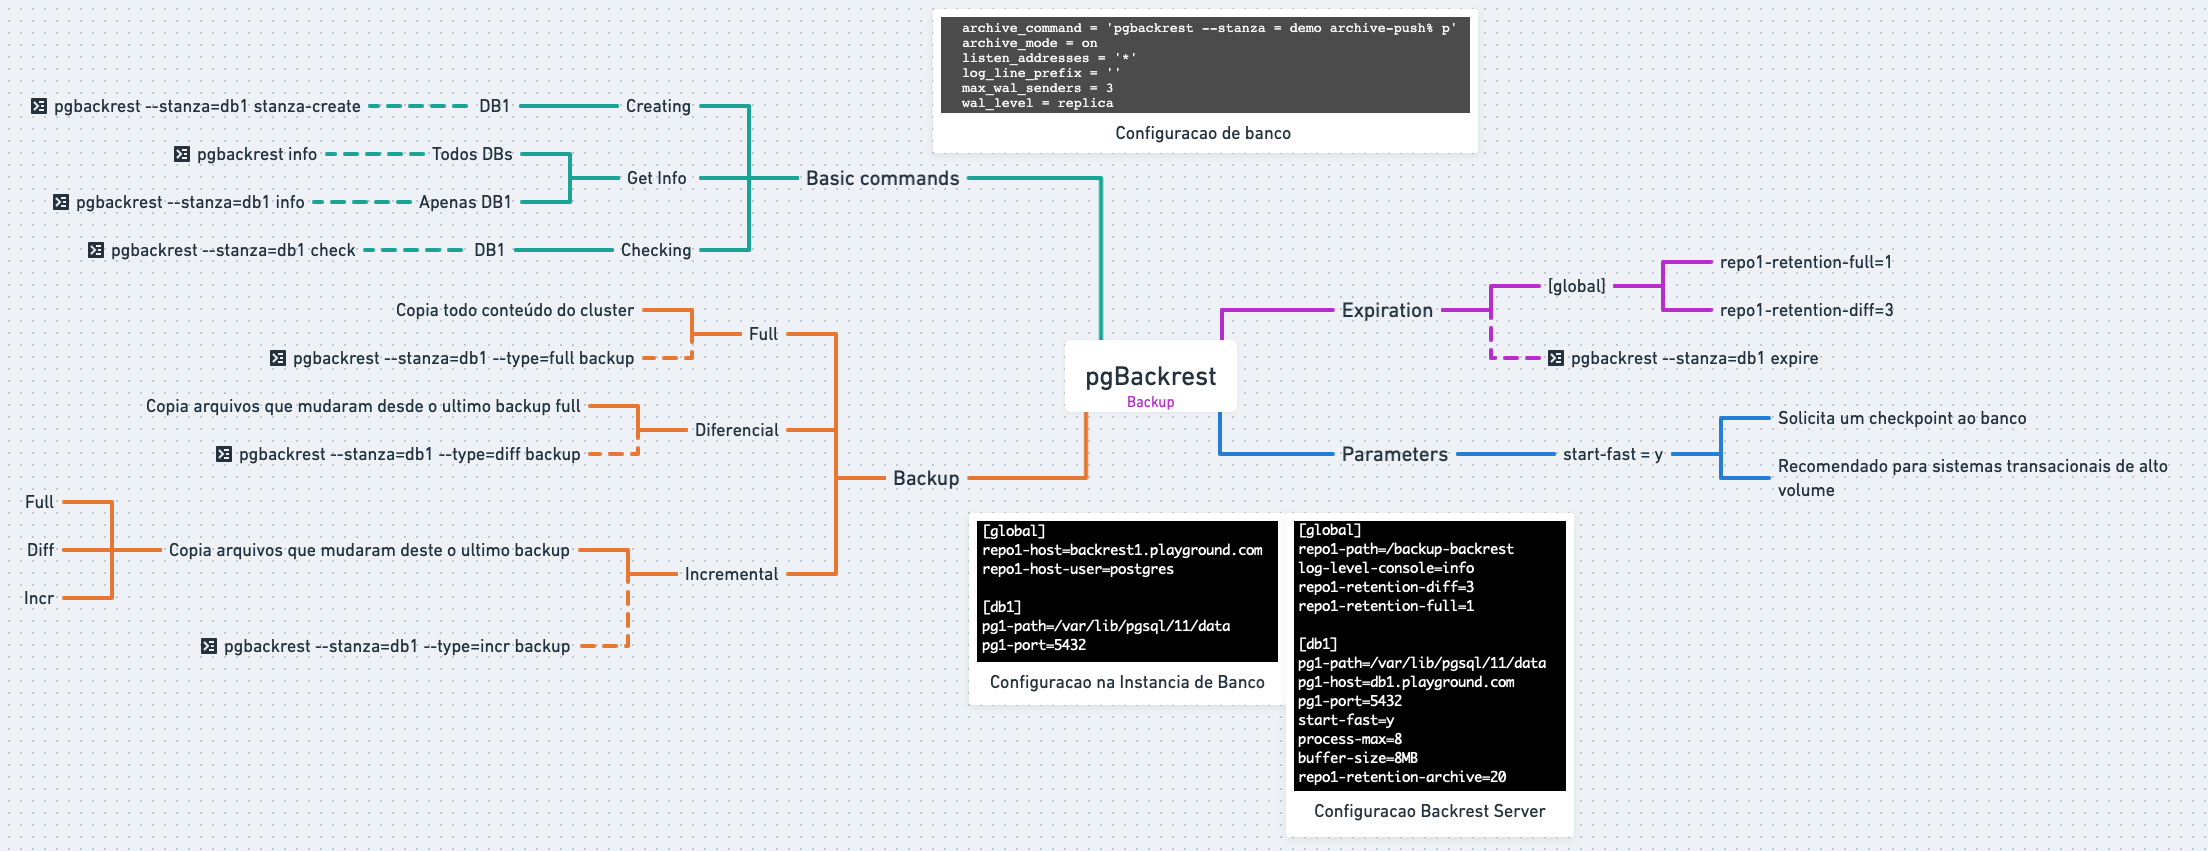 archive_command = 'pgbackrest --stanza = demo archive-push% p'
archive_mode = on
listen_addresses = '*'
log_line_prefix = ''
max_wal_senders = 3
wal_level = replica
Configuracao de banco
pgBackrest
Backup
Basic commands
Creating
DB1
pgbackrest --stanza=db1 stanza-create
Get Info
Todos DBs
pgbackrest info
Apenas DB1
pgbackrest --stanza=db1 info
Checking
DB1
pgbackrest --stanza=db1 check
Backup
Full
Copia todo conteúdo do cluster
pgbackrest --stanza=db1 --type=full backup
Diferencial
Copia arquivos que mudaram desde o ultimo backup full
pgbackrest --stanza=db1 --type=diff backup
Incremental
Copia arquivos que mudaram deste o ultimo backup
Full
Diff
Incr
pgbackrest --stanza=db1 --type=incr backup
Expiration
[global]
repo1-retention-full=1
repo1-retention-diff=3
pgbackrest --stanza=db1 expire
Parameters
start-fast = y
Solicita um checkpoint ao banco
Recomendado para sistemas transacionais de alto
volume
[global]
repo1-host=backrest1.playground.com
repo1-host-user=postgres
[db1]
pg1-path=/var/lib/pgsql/11/data
pg1-port=5432
Configuracao na Instancia de Banco
[global]
repo1-path=/backup-backrest
log-level-console=info
repo1-retention-diff=3
repo1-retention-full=1
[db1]
pg1-path=/var/lib/pgsql/11/data
pg1-host=db1.playground.com
pg1-port=5432
start-fast=y
process-max=8
buffer-size=8MB
repo1-retention-archive=20
Configuracao Backrest Server